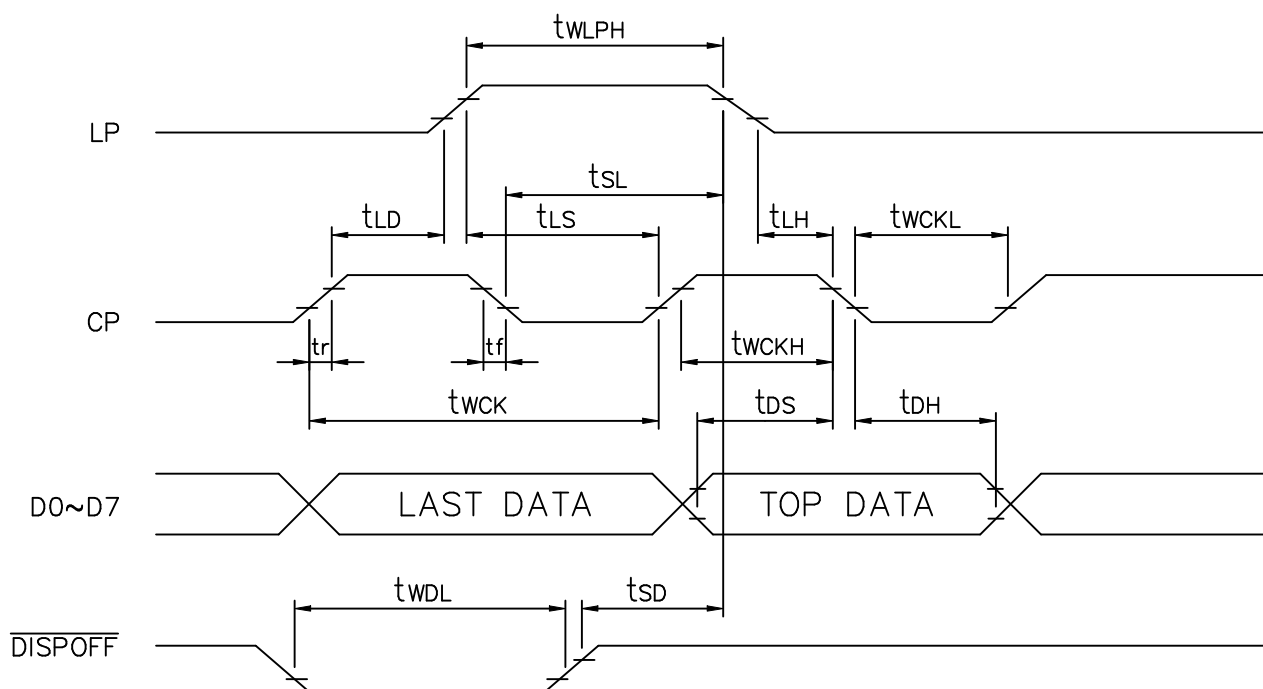 tWLPH
LP
tSL
tLD
tLS
tLH
tWCKL
CP
tr
tf
tWCKH
tWCK
tDS
tDH
D0~D7
LAST DATA
TOP DATA
tWDL
tSD
DISPOFF